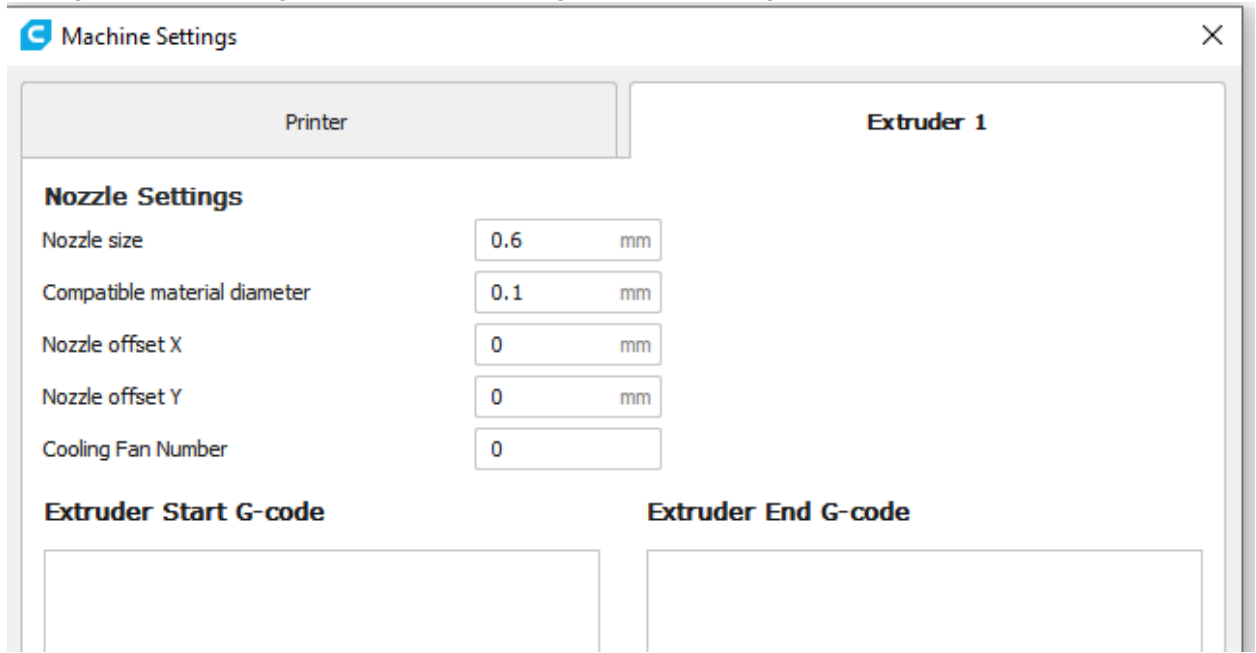 Machine Settings
Printer
Extruder 1
Nozzle Settings
Nozzle size 0.6 mm
Compatible material diameter 0.1 mm
Nozzle offset X 0 mm
Nozzle offset Y 0 mm
Cooling Fan Number 0
Extruder Start G-code
Extruder End G-code